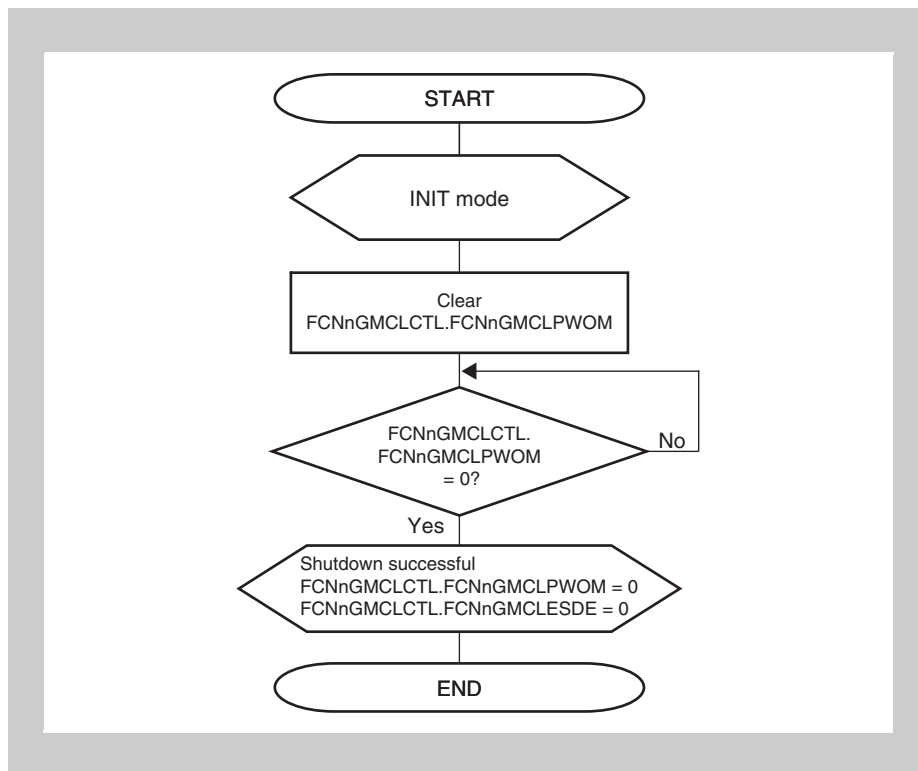 START
INIT mode
Clear
FCNnGMCLCTL.FCNnGMCLPWOM
FCNnGMCLCTL.
FCNnGMCLPWOM
= 0?
No
Yes
Shutdown successful
FCNnGMCLCTL.FCNnGMCLPWOM = 0
FCNnGMCLCTL.FCNnGMCLESDE = 0
END